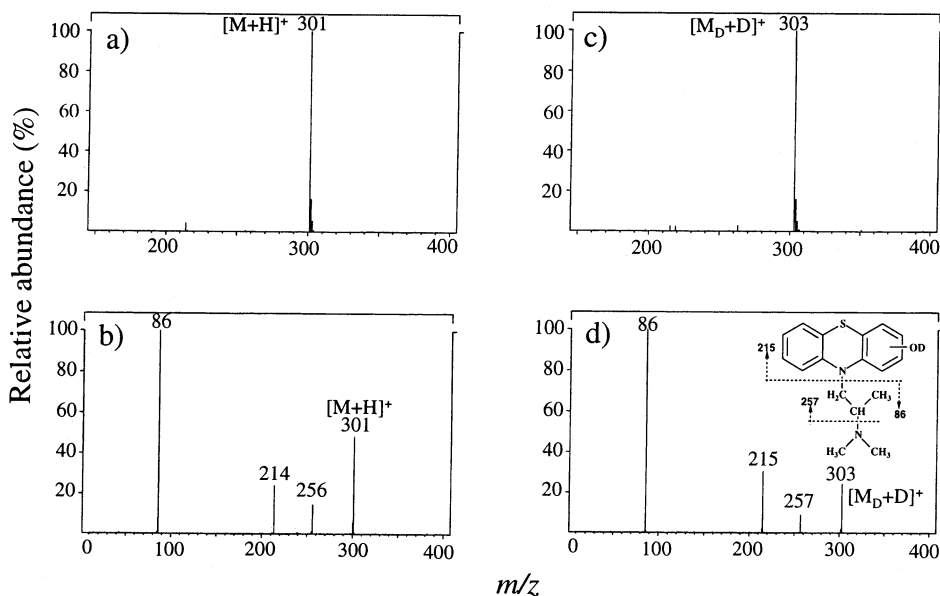 Relative abundance (%)
a)
[M+H]⁺ 301
100
80
60
40
20
200
300
400
c)
[M_D+D]⁺ 303
100
80
60
40
20
200
300
400
b)
86
100
80
60
40
20
214
256
[M+H]⁺
301
0
100
200
300
400
d)
86
100
80
60
40
20
S
OD
215
N
H₂C
CH₃
257
CH
86
N
H₃C
CH₃
215
257
303
[M_D+D]⁺
0
100
200
300
400
m/z